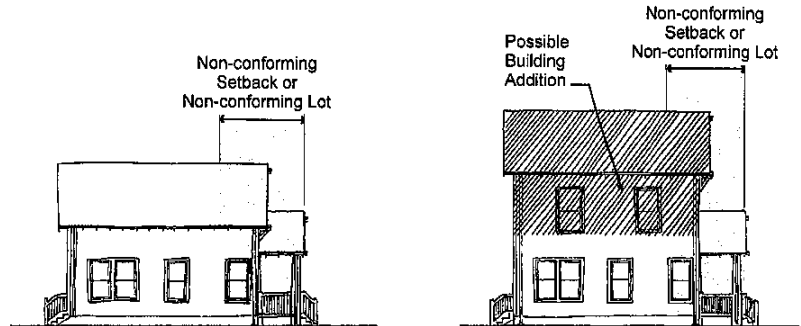 Non-conforming
Setback or
Non-conforming Lot
Possible
Building
Addition
Non-conforming
Setback or
Non-conforming Lot